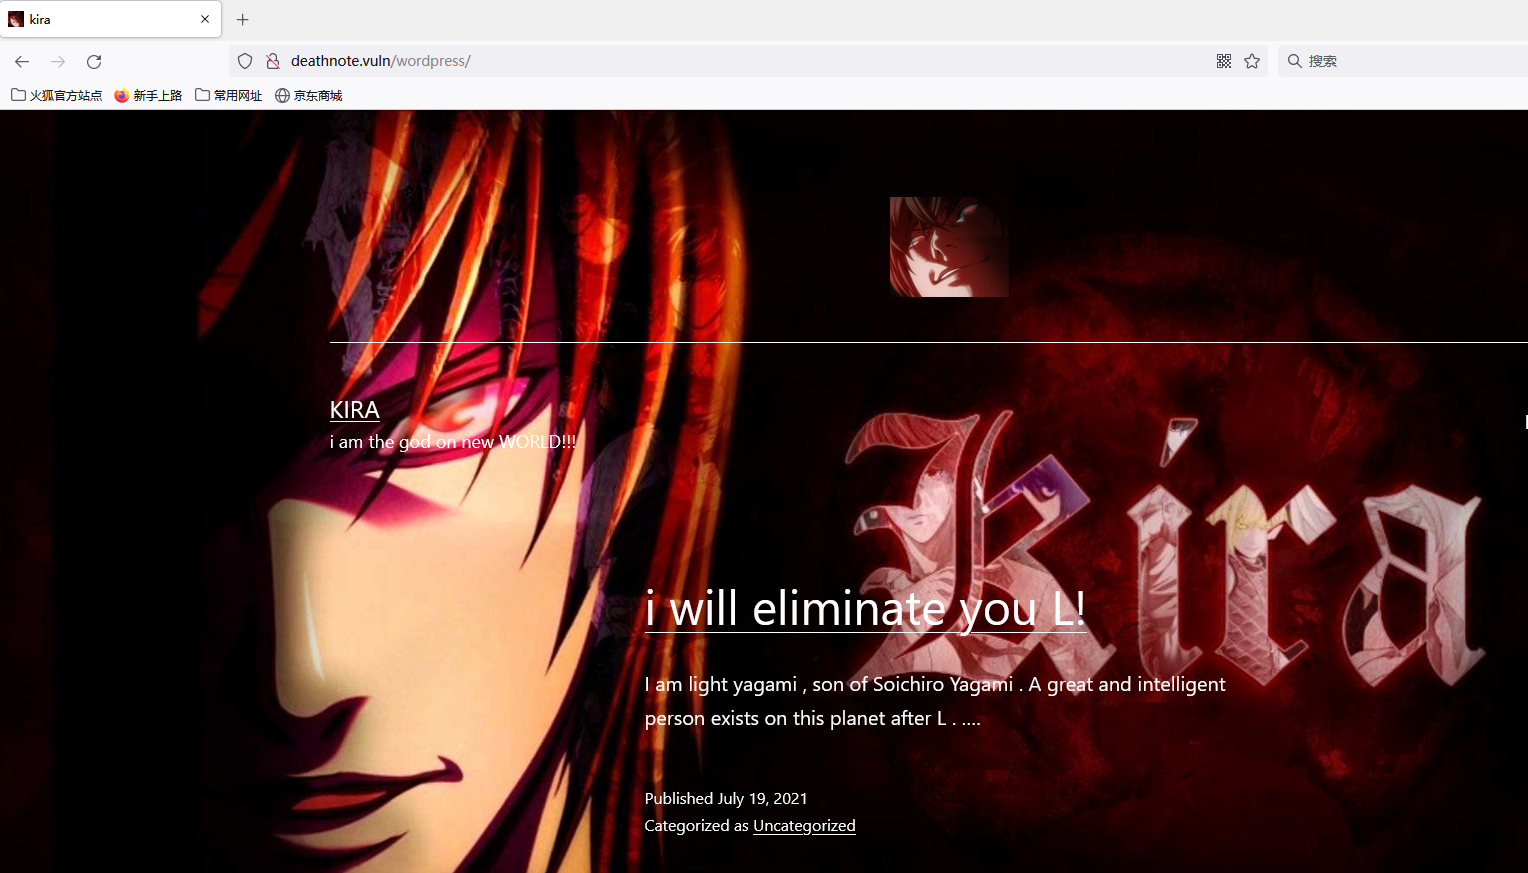 kira
deathnote.vuln/wordpress/
搜索
火狐官方站点 新手上路 常用网址 京东商城
KIRA
i am the god on new WORLD!!!
Kira
i will eliminate you L!
I am light yagami , son of Soichiro Yagami . A great and intelligent
person exists on this planet after L . ….
Published July 19, 2021
Categorized as Uncategorized